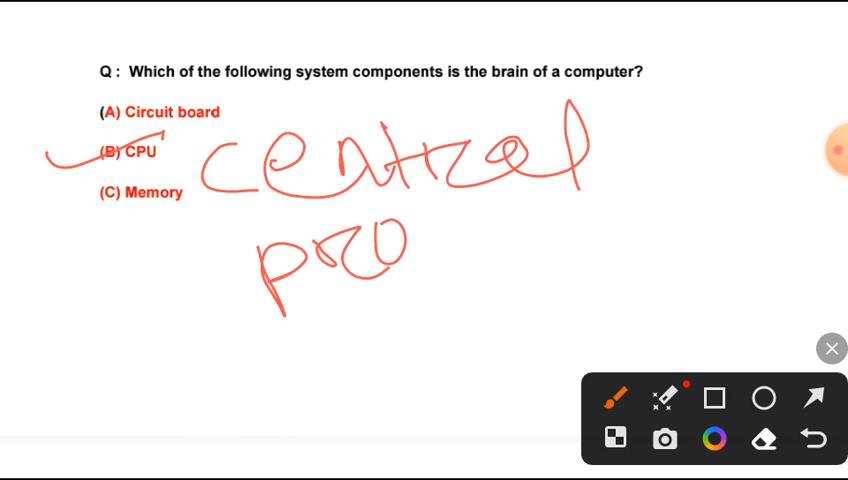 Q : Which of the following system components is the brain of a computer?
(A) Circuit board
(B) CPU
(C) Memory
central
pro